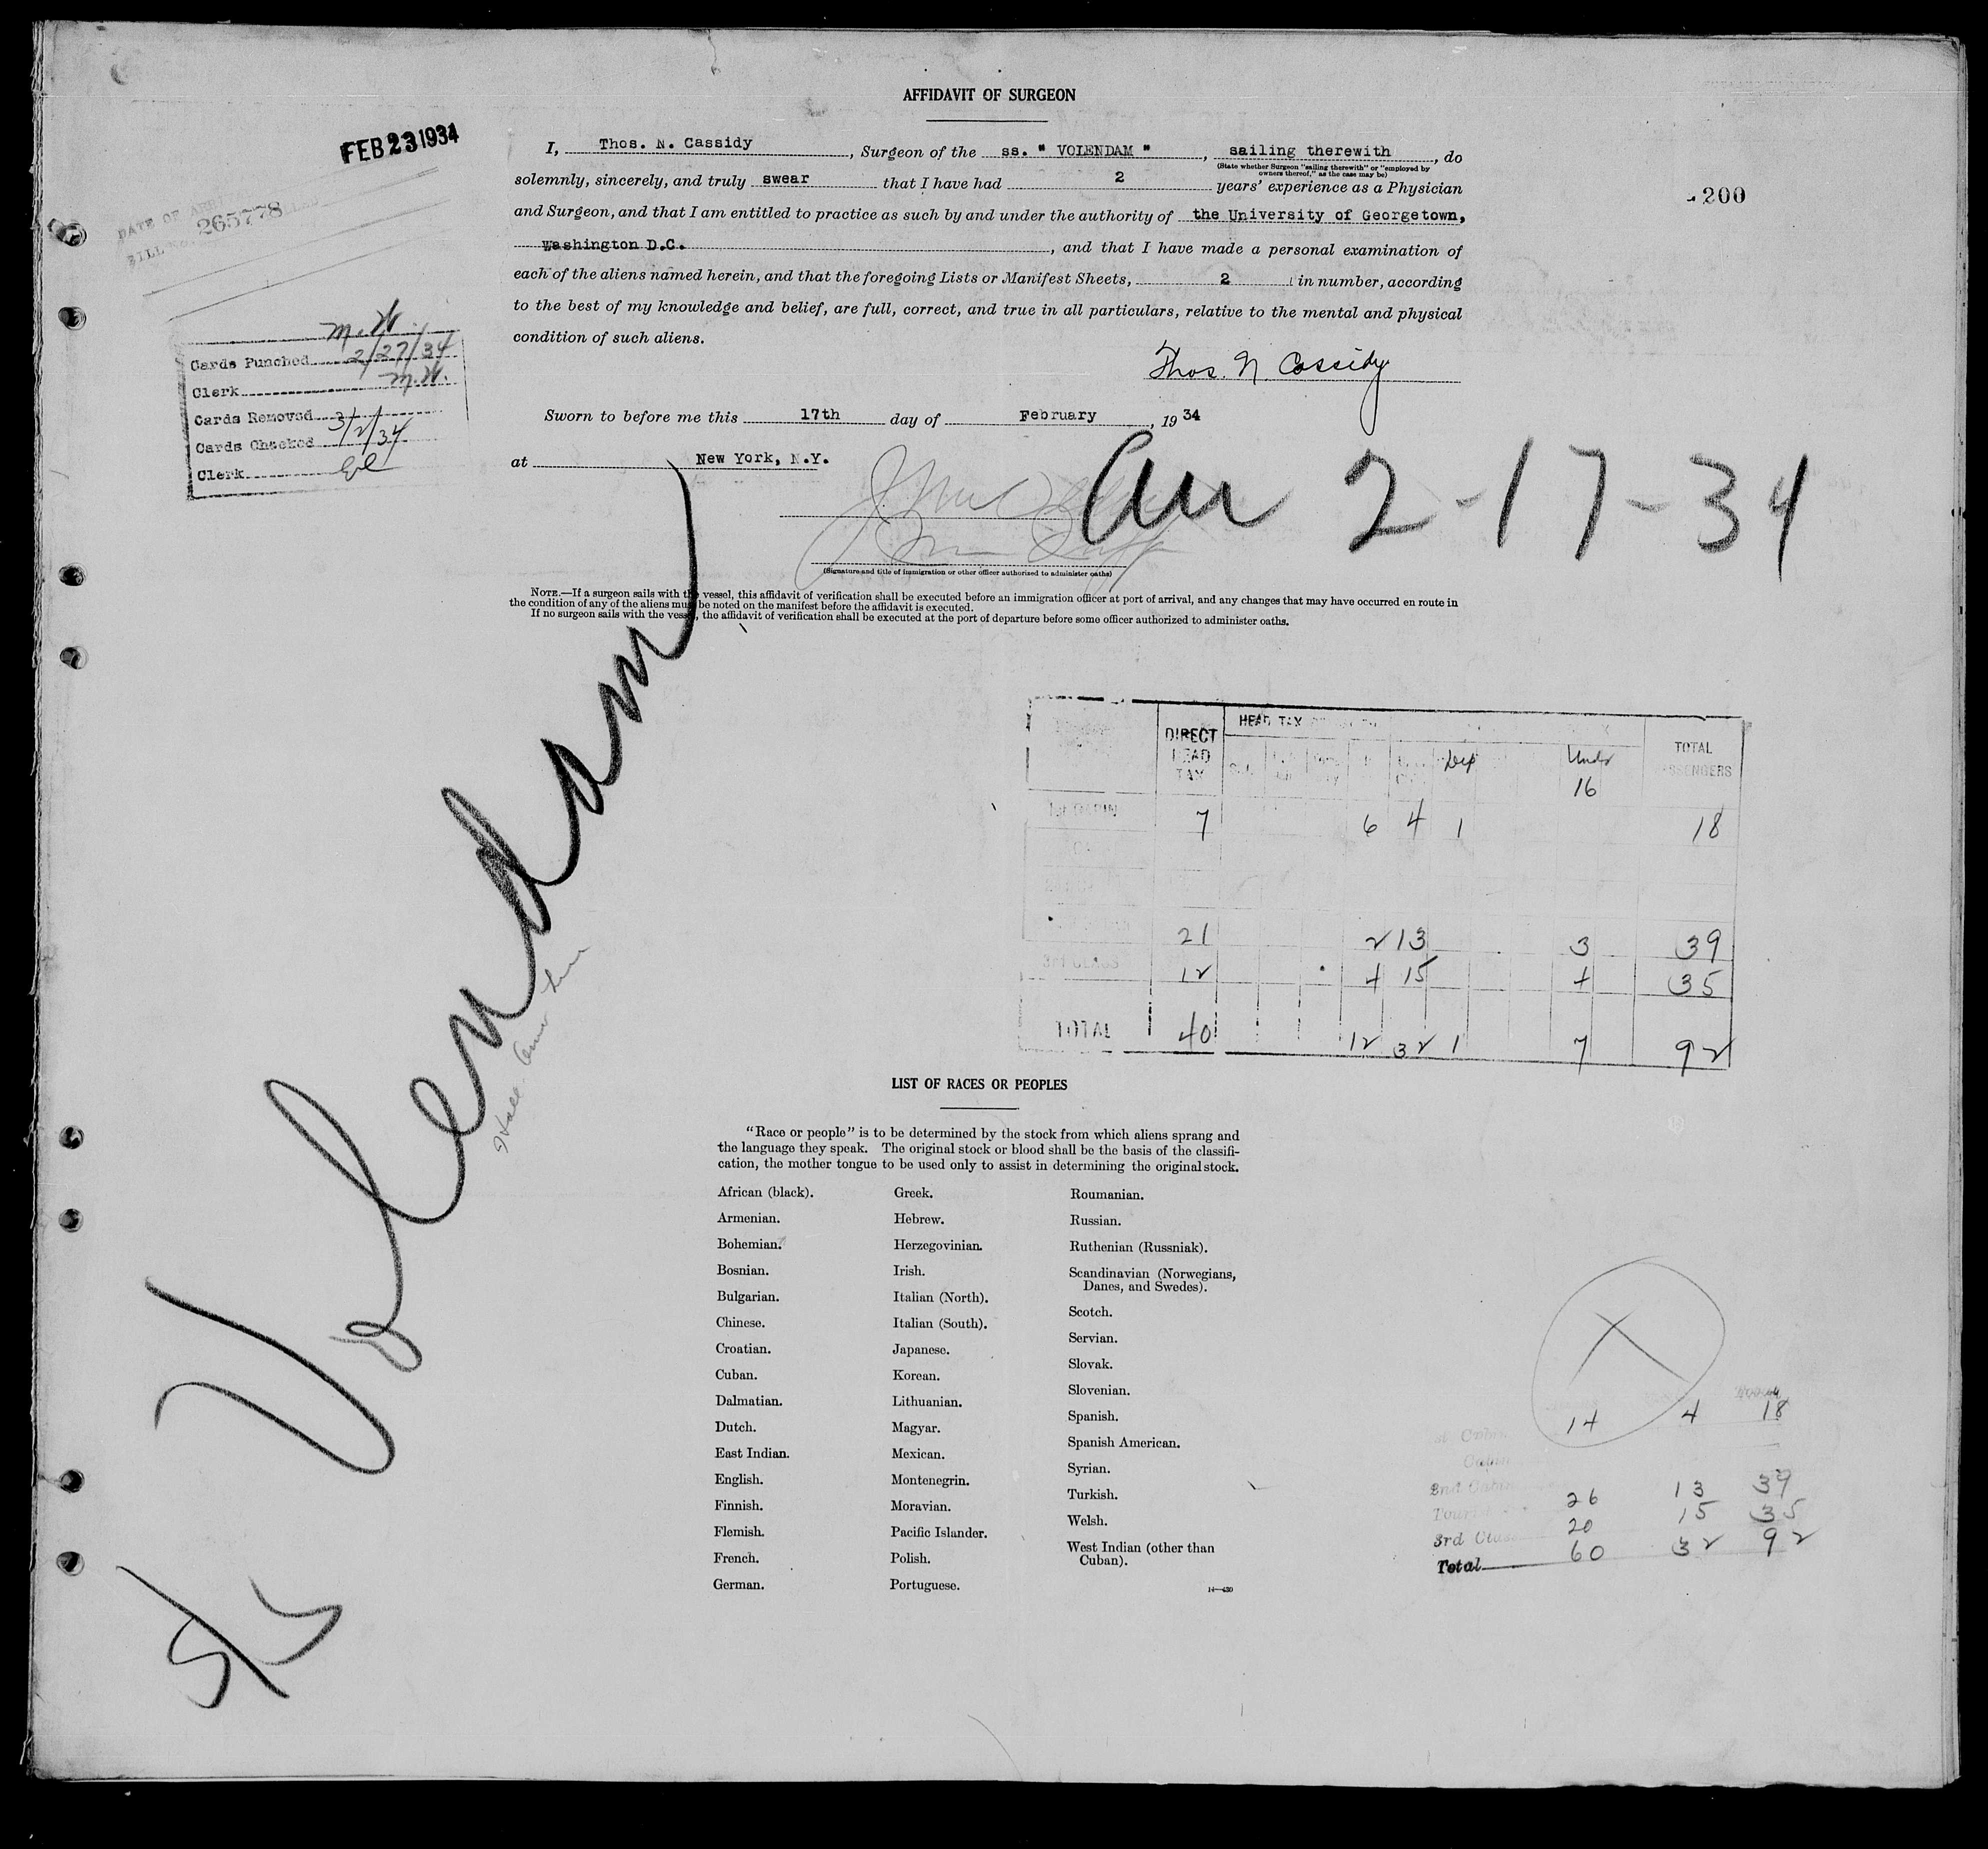 AFFIDAVIT OF SURGEON
FEB 23 1934
DATE OF
BILL NO. 265778
200
I, Thos. N. Cassidy, Surgeon of the ss. " VOLENDAM ", sailing therewith, do
(State whether Surgeon "sailing therewith" or "employed by
owners thereof," as the case may be)
solemnly, sincerely, and truly swear that I have had 2 years' experience as a Physician
and Surgeon, and that I am entitled to practice as such by and under the authority of the University of Georgetown,
Washington D.C., and that I have made a personal examination of
each of the aliens named herein, and that the foregoing Lists or Manifest Sheets, 2 in number, according
to the best of my knowledge and belief, are full, correct, and true in all particulars, relative to the mental and physical
condition of such aliens.
Thos. N. Cassidy
M.W.
Cards Punched 2/27/34
Clerk M.W.
Cards Removed
Cards Checked 3/2/34
Clerk
Sworn to before me this 17th day of February, 1934
at New York, N.Y.
Arr 2-17-34
(Signature and title of immigration or other officer authorized to administer oaths)
NOTE.—If a surgeon sails with the vessel, this affidavit of verification shall be executed before an immigration officer at port of arrival, and any changes that may have occurred en route in
the condition of any of the aliens must be noted on the manifest before the affidavit is executed.
If no surgeon sails with the vessel, the affidavit of verification shall be executed at the port of departure before some officer authorized to administer oaths.
S/S Volendam
DIRECT HEAD TAX HEAD TAX Under 16 TOTAL PASSENGERS
1st CABIN 7 6 4 1 18
21 2 13 3 39
3rd CLASS 12 4 15 4 35
TOTAL 40 12 32 1 7 92
LIST OF RACES OR PEOPLES
"Race or people" is to be determined by the stock from which aliens sprang and
the language they speak. The original stock or blood shall be the basis of the classifi-
cation, the mother tongue to be used only to assist in determining the original stock.
African (black).
Armenian.
Bohemian.
Bosnian.
Bulgarian.
Chinese.
Croatian.
Cuban.
Dalmatian.
Dutch.
East Indian.
English.
Finnish.
Flemish.
French.
German.
Greek.
Hebrew.
Herzegovinian.
Irish.
Italian (North).
Italian (South).
Japanese.
Korean.
Lithuanian.
Magyar.
Mexican.
Montenegrin.
Moravian.
Pacific Islander.
Polish.
Portuguese.
Roumanian.
Russian.
Ruthenian (Russniak).
Scandinavian (Norwegians,
Danes, and Swedes).
Scotch.
Servian.
Slovak.
Slovenian.
Spanish.
Spanish American.
Syrian.
Turkish.
Welsh.
West Indian (other than
Cuban).
14—430
Cabin 14 4 18
Cabin
2nd Cabin
Tourist 26 13 39
3rd Class 20 15 35
Total 60 32 92